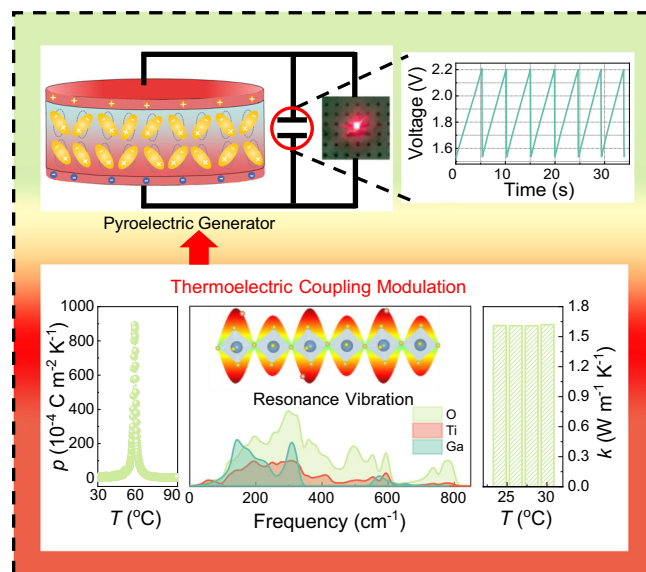 Pyroelectric Generator
Voltage (V)
2.2
2.0
1.8
1.6
0 10 20 30
Time (s)
Thermoelectric Coupling Modulation
p (10⁻⁴ C m⁻² K⁻¹)
1000
800
600
400
200
0
30 60 90
T (°C)
Resonance Vibration
O
Ti
Ga
0 200 400 600 800
Frequency (cm⁻¹)
1.8
1.5
1.2
0.9
0.6
0.3
0.0
k (W m⁻¹ K⁻¹)
25 30
T (°C)